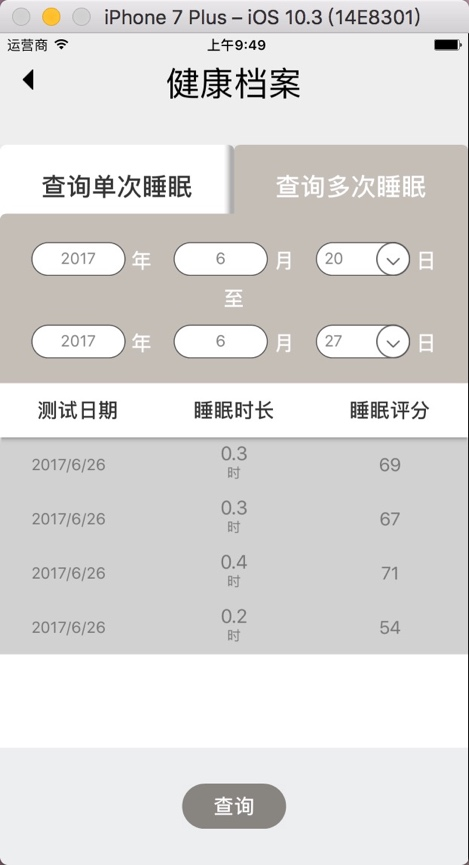 iPhone 7 Plus – iOS 10.3 (14E8301)
运营商 上午9:49
健康档案
查询单次睡眠 查询多次睡眠
2017 年 6 月 20 日
至
2017 年 6 月 27 日
测试日期 睡眠时长 睡眠评分
2017/6/26 0.3 时 69
2017/6/26 0.3 时 67
2017/6/26 0.4 时 71
2017/6/26 0.2 时 54
查询